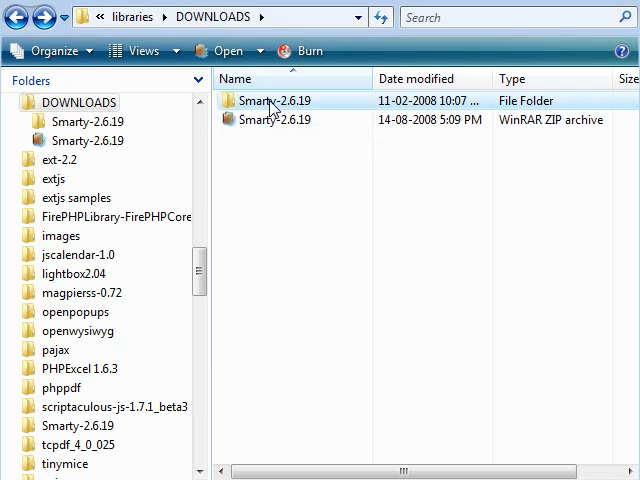 « libraries DOWNLOADS Search
Organize Views Open Burn ?
Folders
Name Date modified Type Size
Smarty-2.6.19 11-02-2008 10:07 ... File Folder
Smarty-2.6.19 14-08-2008 5:09 PM WinRAR ZIP archive
DOWNLOADS
Smarty-2.6.19
Smarty-2.6.19
ext-2.2
extjs
extjs samples
FirePHPLibrary-FirePHPCore
images
jscalendar-1.0
lightbox2.04
magpierss-0.72
openpopups
openwysiwyg
pajax
PHPExcel 1.6.3
phppdf
scriptaculous-js-1.7.1_beta3
Smarty-2.6.19
tcpdf_4_0_025
tinymice